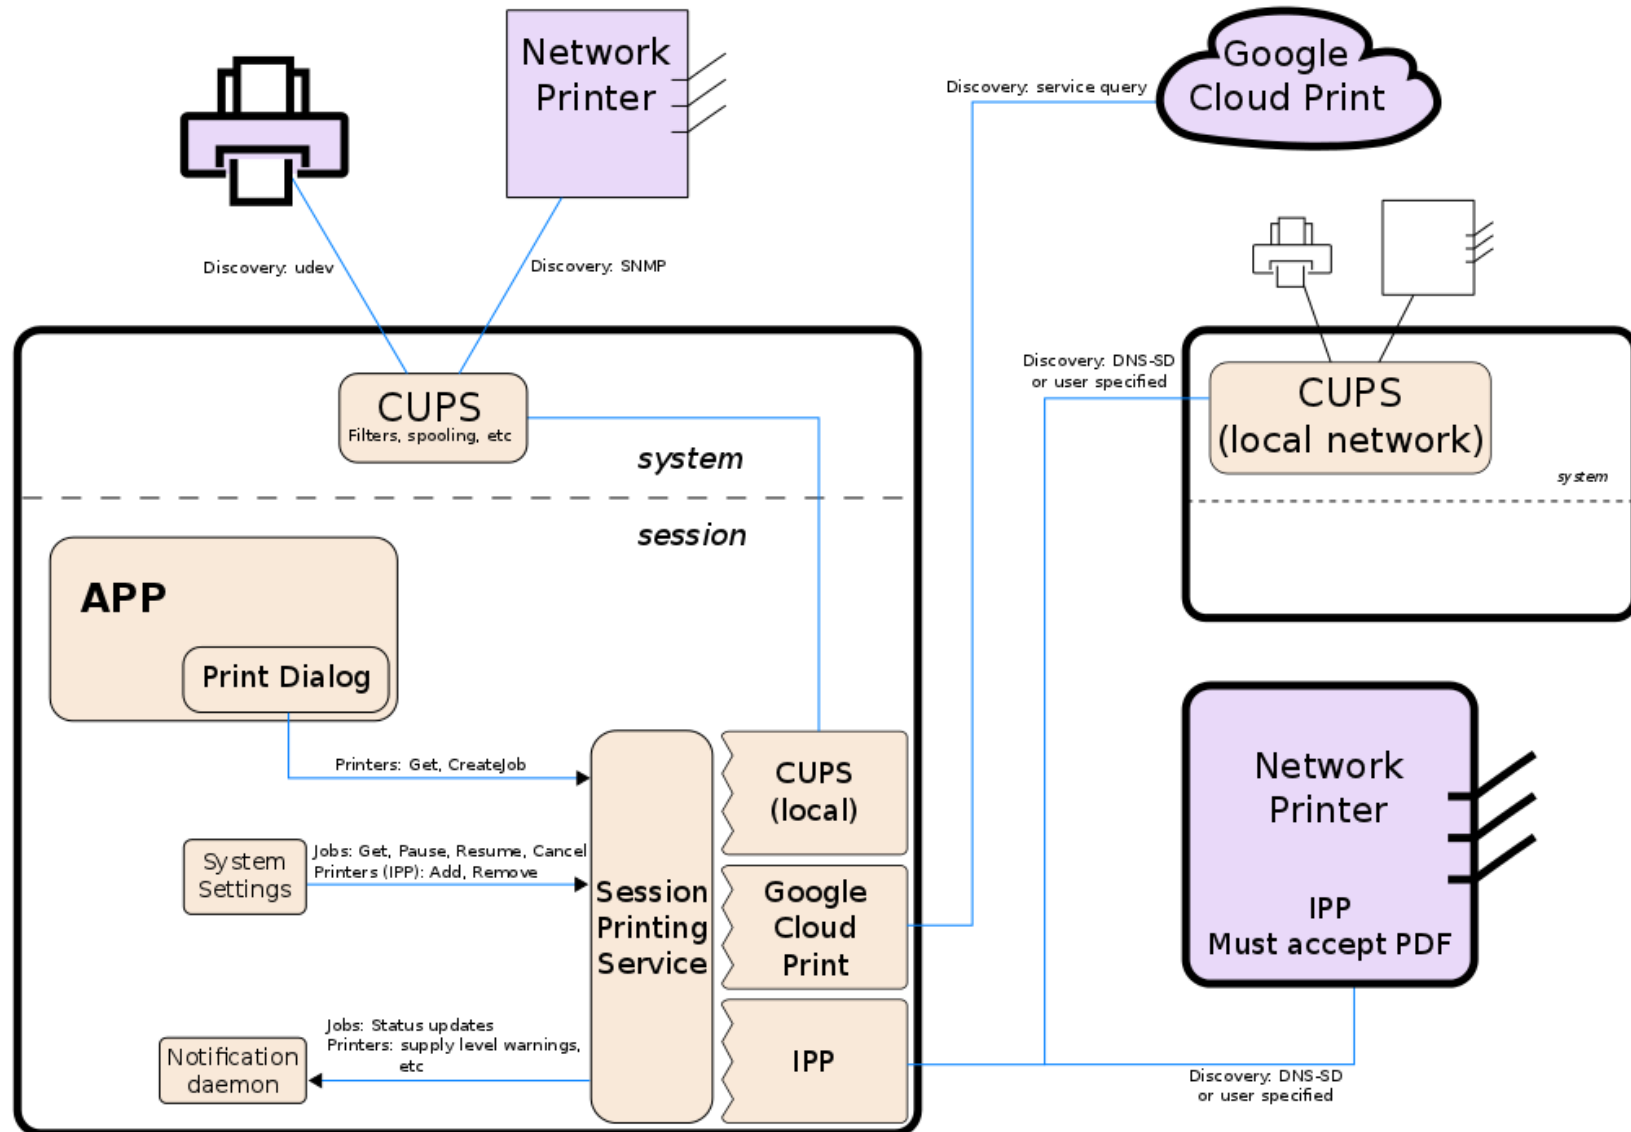 Network
Printer
Google
Cloud Print
Discovery: service query
Discovery: udev
Discovery: SNMP
CUPS
Filters, spooling, etc
system
session
Discovery: DNS-SD
or user specified
CUPS
(local network)
system
APP
Print Dialog
Printers: Get, CreateJob
System
Settings
Jobs: Get, Pause, Resume, Cancel
Printers (IPP): Add, Remove
Notification
daemon
Jobs: Status updates
Printers: supply level warnings,
etc
Session
Printing
Service
CUPS
(local)
Google
Cloud
Print
IPP
Network
Printer
IPP
Must accept PDF
Discovery: DNS-SD
or user specified